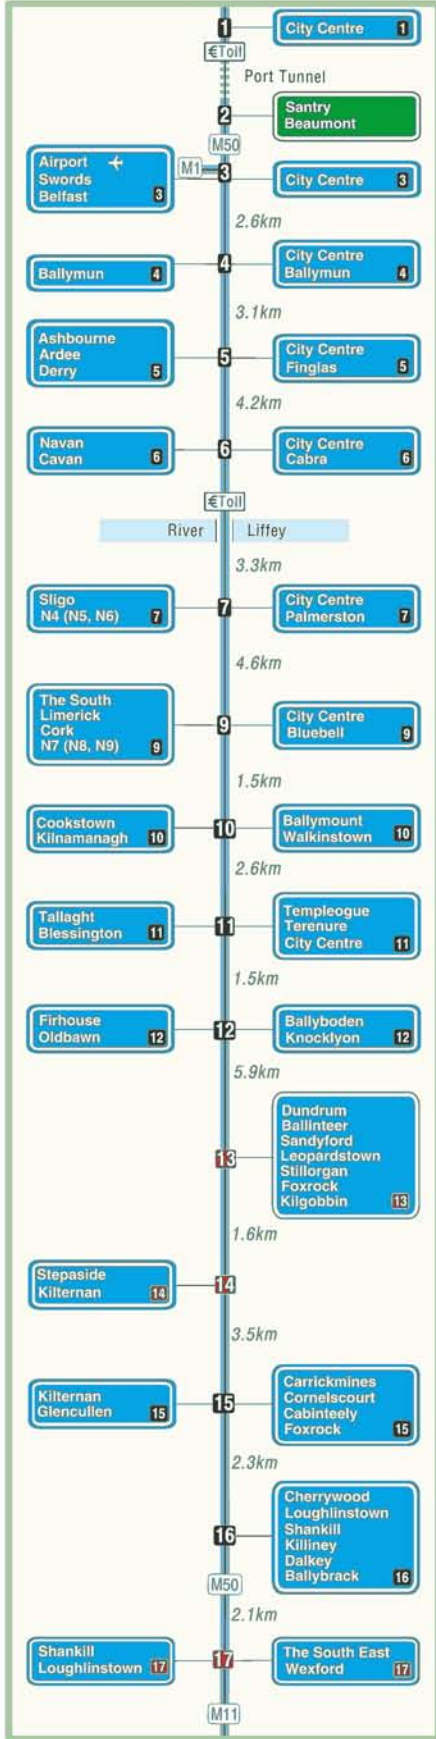 1
City Centre 1
€Toll
Port Tunnel
2
Santry
Beaumont
M50
M1
Airport
Swords
Belfast 3
3
City Centre 3
2.6km
Ballymun 4
4
City Centre
Ballymun 4
3.1km
Ashbourne
Ardee
Derry 5
5
City Centre
Finglas 5
4.2km
Navan
Cavan 6
6
City Centre
Cabra 6
€Toll
River Liffey
3.3km
Sligo
N4 (N5, N6) 7
7
City Centre
Palmerston 7
4.6km
The South
Limerick
Cork
N7 (N8, N9) 9
9
City Centre
Bluebell 9
1.5km
Cookstown
Kilnamanagh 10
10
Ballymount
Walkinstown 10
2.6km
Tallaght
Blessington 11
11
Templeogue
Terenure
City Centre 11
1.5km
Firhouse
Oldbawn 12
12
Ballyboden
Knocklyon 12
5.9km
13
Dundrum
Ballinteer
Sandyford
Leopardstown
Stillorgan
Foxrock
Kilgobbin 13
1.6km
Stepaside
Kilternan 14
14
3.5km
Kilternan
Glencullen 15
15
Carrickmines
Cornelscourt
Cabinteely
Foxrock 15
2.3km
16
Cherrywood
Loughlinstown
Shankill
Killiney
Dalkey
Ballybrack 16
M50
2.1km
Shankill
Loughlinstown 17
17
The South East
Wexford 17
M11